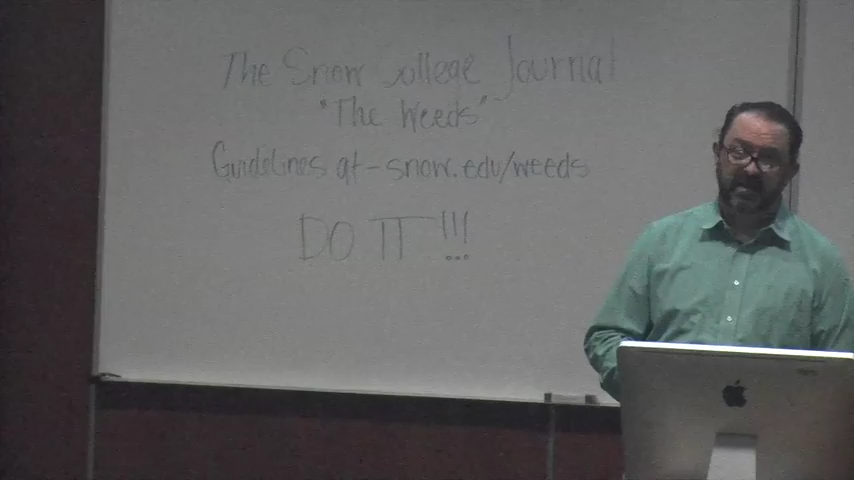 The Snow College Journal
"The Weeds"
Guidelines at - snow.edu/weeds
DO IT !!!